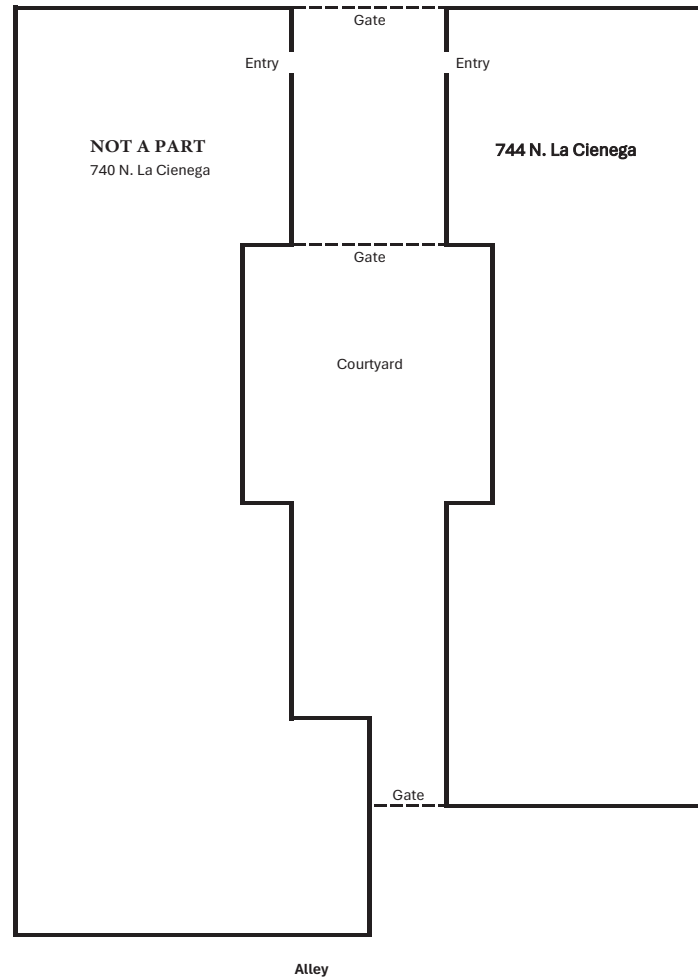 Gate
Entry
Entry
NOT A PART
740 N. La Cienega
744 N. La Cienega
Gate
Courtyard
Gate
Alley